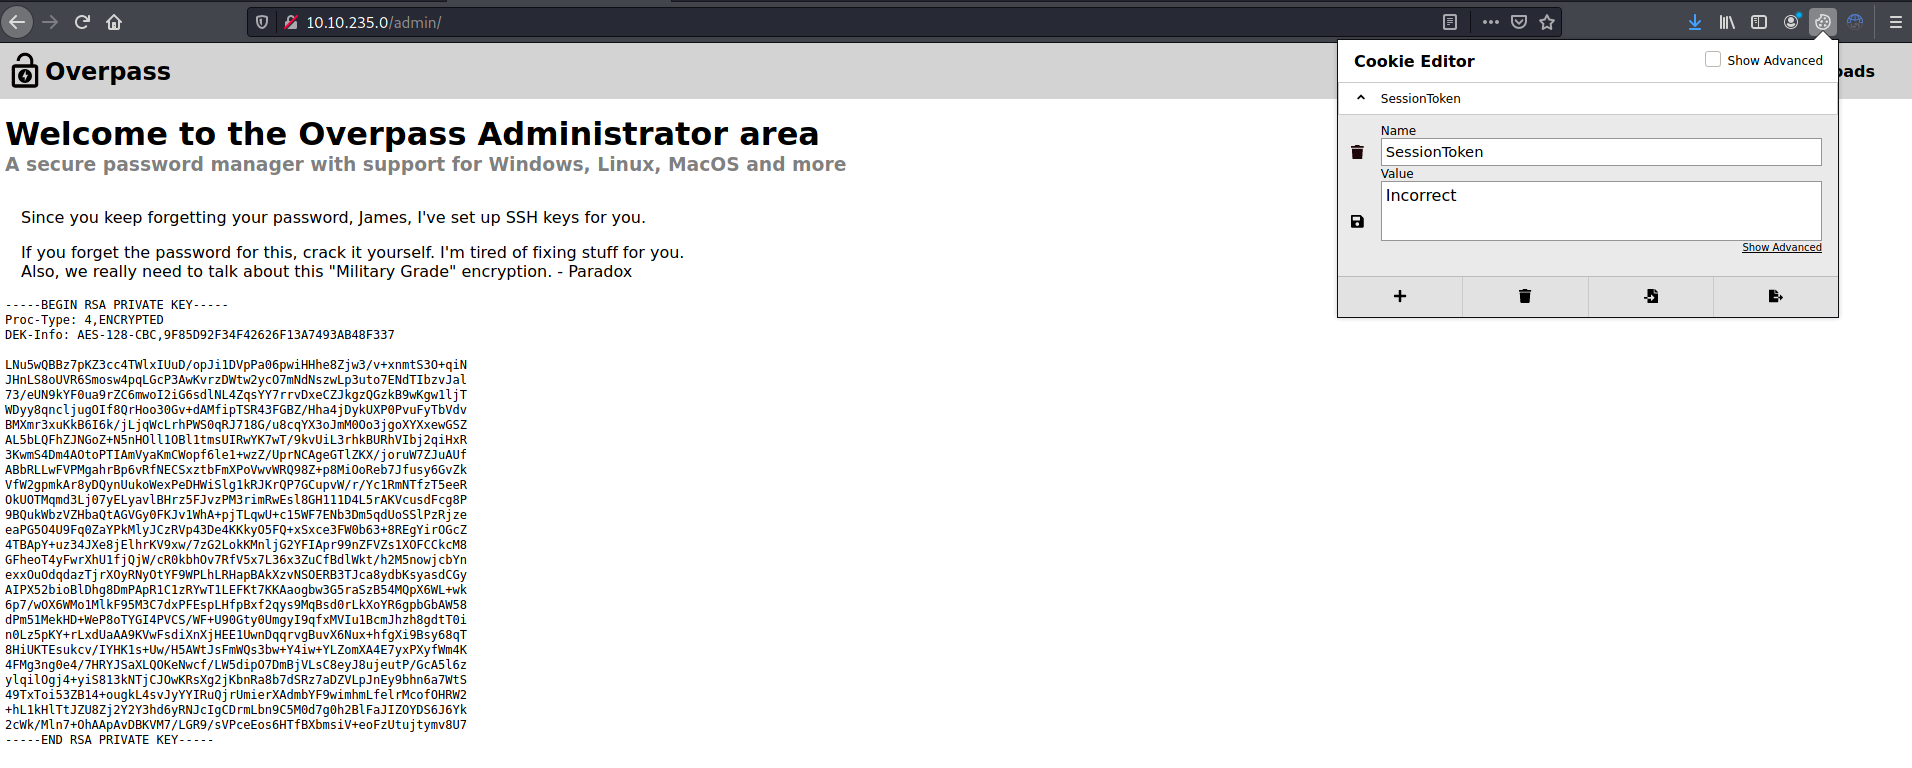 10.10.235.0/admin/
Overpass
oads
Welcome to the Overpass Administrator area
A secure password manager with support for Windows, Linux, MacOS and more
Since you keep forgetting your password, James, I've set up SSH keys for you.
If you forget the password for this, crack it yourself. I'm tired of fixing stuff for you.
Also, we really need to talk about this "Military Grade" encryption. - Paradox
-----BEGIN RSA PRIVATE KEY-----
Proc-Type: 4,ENCRYPTED
DEK-Info: AES-128-CBC,9F85D92F34F42626F13A7493AB48F337
LNu5wQBBz7pKZ3cc4TWlxIUuD/opJi1DVpPa06pwiHHhe8Zjw3/v+xnmtS3O+qiN
JHnLS8oUVR6Smosw4pqLGcP3AwKvrzDWtw2ycO7mNdNszwLp3uto7ENdTIbzvJal
73/eUN9kYF0ua9rZC6mwoI2iG6sdlNL4ZqsYY7rrvDxeCZJkgzQGzkB9wKgw1ljT
WDyy8qncljugOIf8QrHoo30Gv+dAMfipTSR43FGBZ/Hha4jDykUXP0PvuFyTbVdv
BMXmr3xuKkB6I6k/jLjqWcLrhPWS0qRJ718G/u8cqYX3oJmM0Oo3jgoXYXxewGSZ
AL5bLQFhZJNGoZ+N5nHOll1OBl1tmsUIRwYK7wT/9kvUiL3rhkBURhVIbj2qiHxR
3KwmS4Dm4AOtoPTIAmVyaKmCWopf6le1+wzZ/UprNCAgeGTlZKX/joruW7ZJuAUf
ABbRLLwFVPMgahrBp6vRfNECSxztbFmXPoVwvWRQ98Z+p8MiOoReb7Jfusy6GvZk
VfW2gpmkAr8yDQynUukoWexPeDHWiSlg1kRJKrQP7GCupvW/r/Yc1RmNTfzT5eeR
OkUOTMqmd3Lj07yELyavlBHrz5FJvzPM3rimRwEsl8GH111D4L5rAKVcusdFcg8P
9BQukWbzVZHbaQtAGVGy0FKJv1WhA+pjTLqwU+c15WF7ENb3Dm5qdUoSSlPzRjze
eaPG5O4U9Fq0ZaYPkMlyJCzRVp43De4KKkyO5FQ+xSxce3FW0b63+8REgYirOGcZ
4TBApY+uz34JXe8jElhrKV9xw/7zG2LokKMnljG2YFIApr99nZFVZs1XOFCCkcM8
GFheoT4yFwrXhU1fjQjW/cR0kbhOv7RfV5x7L36x3ZuCfBdlWkt/h2M5nowjcbYn
exxOuOdqdazTjrXOyRNyOtYF9WPLhLRHapBAkXzvNSOERB3TJca8ydbKsyasdCGy
AIPX52bioBlDhg8DmPApR1C1zRYwT1LEFKt7KKAaogbw3G5raSzB54MQpX6WL+wk
6p7/wOX6WMo1MlkF95M3C7dxPFEspLHfpBxf2qys9MqBsd0rLkXoYR6gpbGbAW58
dPm51MekHD+WeP8oTYGI4PVCS/WF+U90Gty0UmgyI9qfxMVIu1BcmJhzh8gdtT0i
n0Lz5pKY+rLxdUaAA9KVwFsdiXnXjHEE1UwnDqqrvgBuvX6Nux+hfgXi9Bsy68qT
8HiUKTEsukcv/IYHK1s+Uw/H5AWtJsFmWQs3bw+Y4iw+YLZomXA4E7yxPXyfWm4K
4FMg3ng0e4/7HRYJSaXLQOKeNwcf/LW5dipO7DmBjVLsC8eyJ8ujeutP/GcA5l6z
ylqilOgj4+yiS813kNTjCJOwKRsXg2jKbnRa8b7dSRz7aDZVLpJnEy9bhn6a7WtS
49TxToi53ZB14+ougkL4svJyYYIRuQjrUmierXAdmbYF9wimhmLfelrMcofOHRW2
+hL1kHlTtJZU8Zj2Y2Y3hd6yRNJcIgCDrmLbn9C5M0d7g0h2BlFaJIZOYDS6J6Yk
2cWk/Mln7+OhAApAvDBKVM7/LGR9/sVPceEos6HTfBXbmsiV+eoFzUtujtymv8U7
-----END RSA PRIVATE KEY-----
Cookie Editor
Show Advanced
SessionToken
Name
SessionToken
Value
Incorrect
Show Advanced